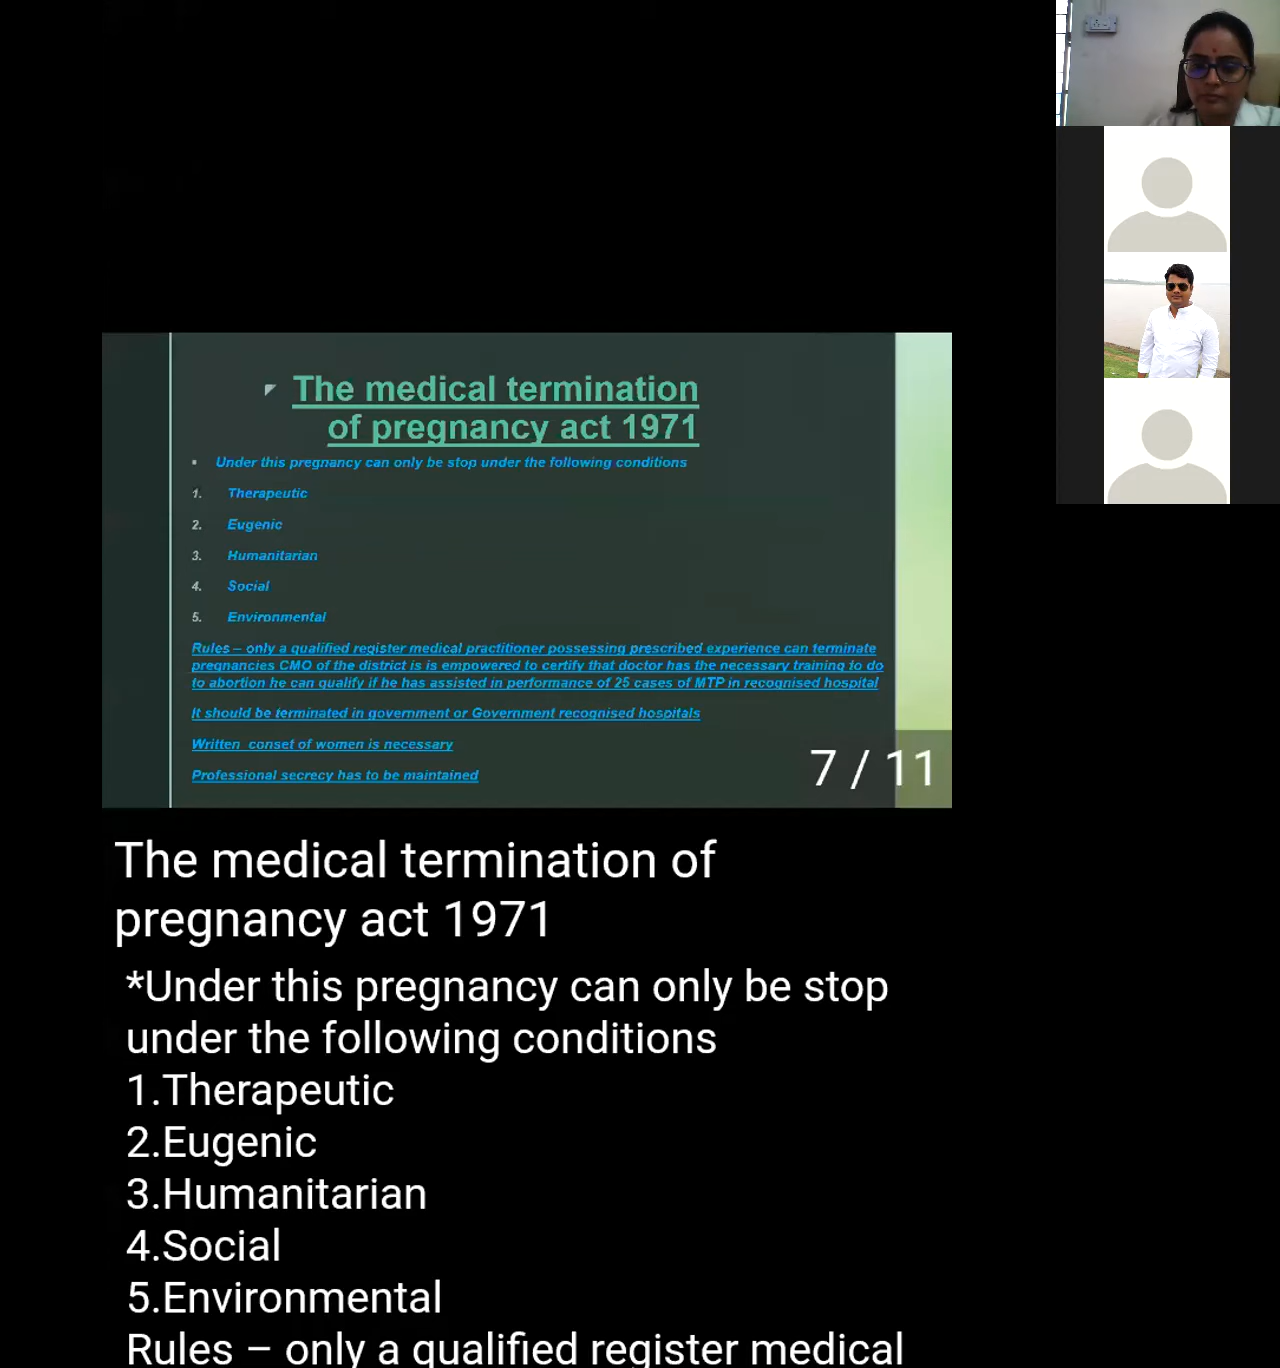 The medical termination
of pregnancy act 1971
Under this pregnancy can only be stop under the following conditions
1. Therapeutic
2. Eugenic
3. Humanitarian
4. Social
5. Environmental
Rules – only a qualified register medical practitioner possessing prescribed experience can terminate
pregnancies CMO of the district is is empowered to certify that doctor has the necessary training to do
to abortion he can qualify if he has assisted in performance of 25 cases of MTP in recognised hospital
It should be terminated in government or Government recognised hospitals
Written conset of women is necessary
Professional secrecy has to be maintained
7 / 11
The medical termination of
pregnancy act 1971
*Under this pregnancy can only be stop
under the following conditions
1.Therapeutic
2.Eugenic
3.Humanitarian
4.Social
5.Environmental
Rules – only a qualified register medical